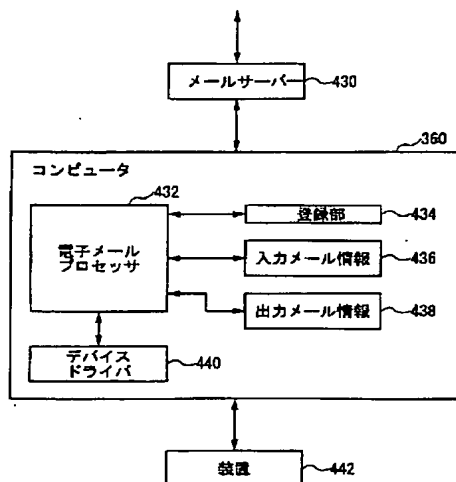 メールサーバー
430
360
コンピュータ
432
電子メール
プロセッサ
登録部
434
入力メール情報
436
出力メール情報
438
デバイス
ドライバ
440
装置
442